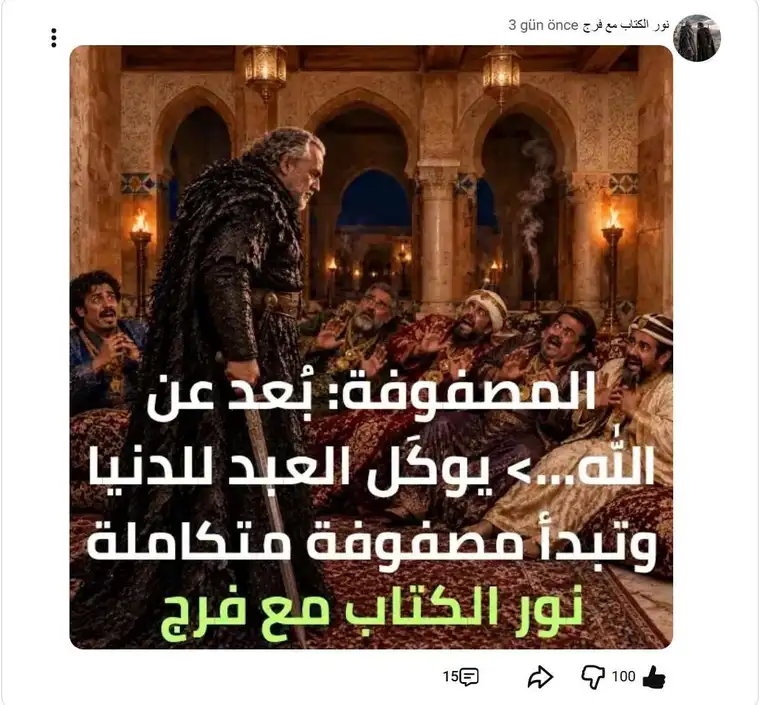 نور الكتاب مع فرج 3 gün önce
المصفوفة: بُعد عن
الله...> يوكَل العبد للدنيا
وتبدأ مصفوفة متكاملة
نور الكتاب مع فرج
100
15